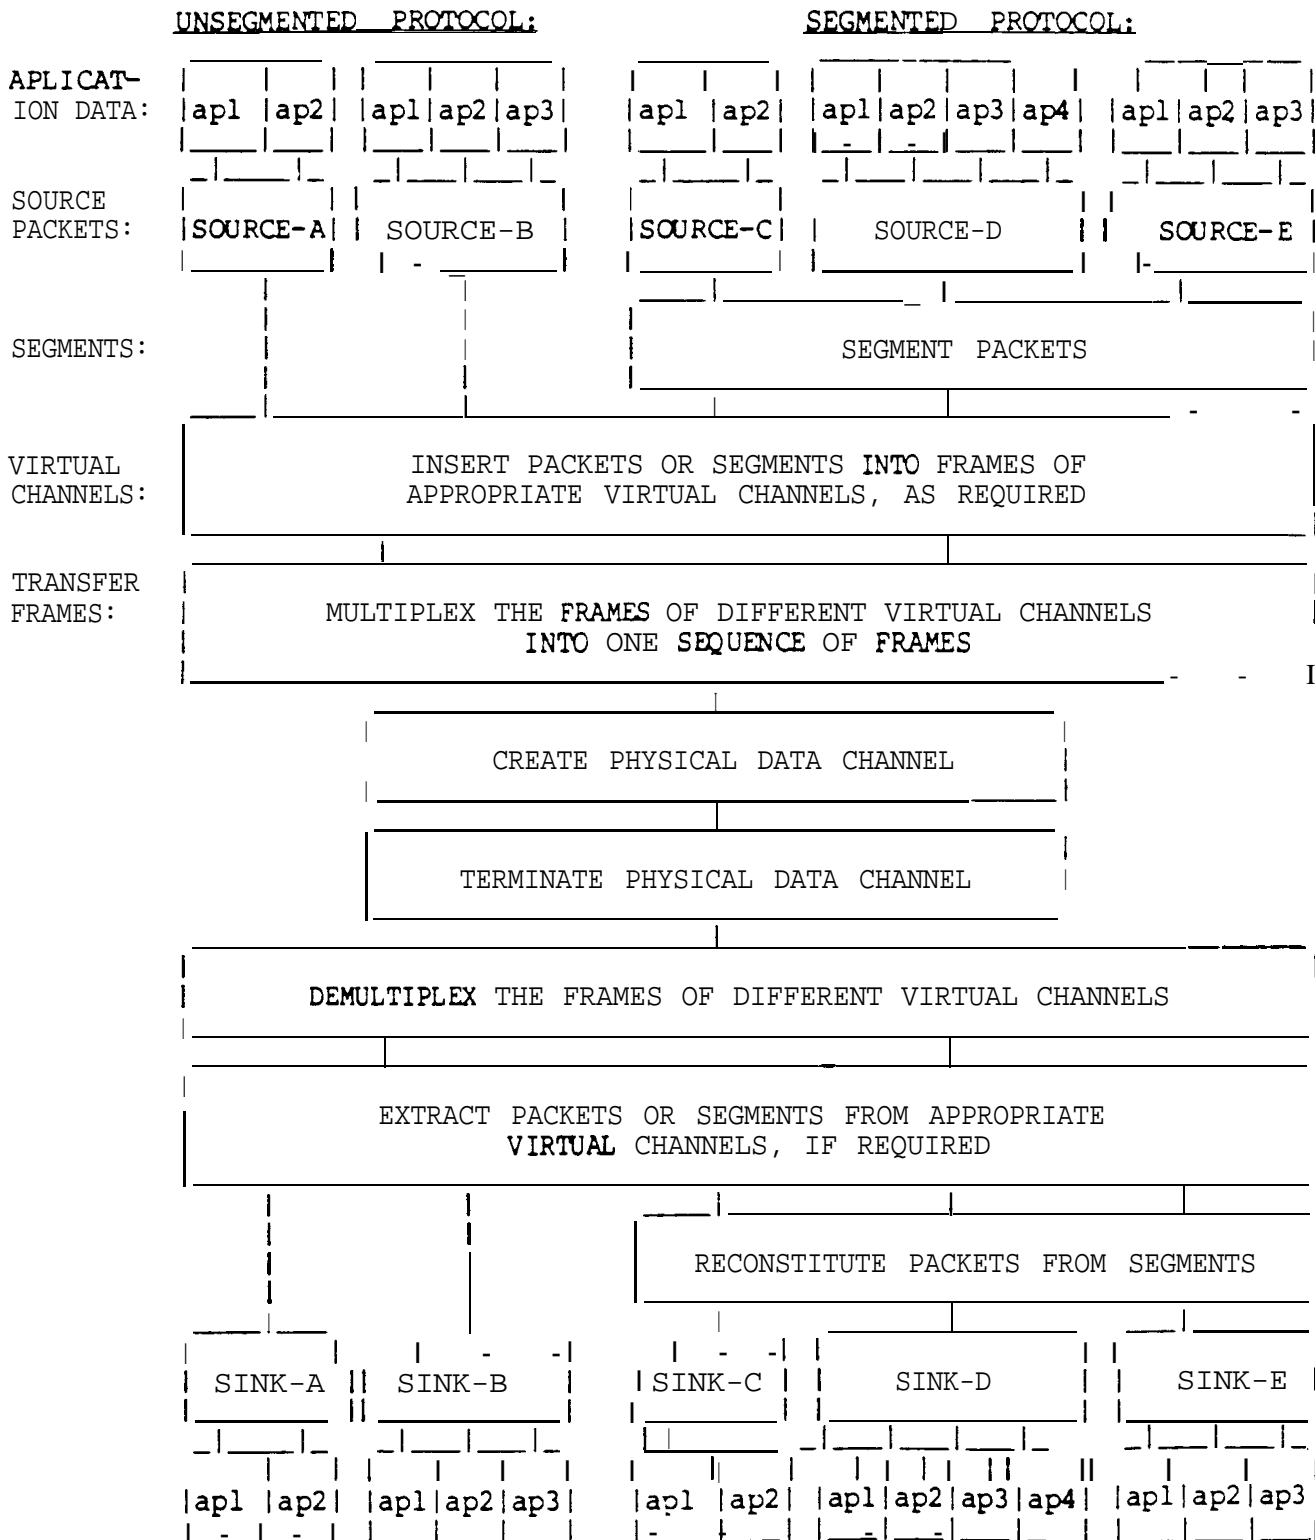 UNSEGMENTED PROTOCOL: SEGMENTED PROTOCOL:
APLICAT-
ION DATA: ap1 ap2 ap1 ap2 ap3 ap1 ap2 ap1 ap2 ap3 ap4 ap1 ap2 ap3
SOURCE
PACKETS: SOURCE-A SOURCE-B SOURCE-C SOURCE-D SOURCE-E
SEGMENTS: SEGMENT PACKETS
VIRTUAL
CHANNELS:
INSERT PACKETS OR SEGMENTS INTO FRAMES OF
APPROPRIATE VIRTUAL CHANNELS, AS REQUIRED
TRANSFER
FRAMES:
MULTIPLEX THE FRAMES OF DIFFERENT VIRTUAL CHANNELS
INTO ONE SEQUENCE OF FRAMES
CREATE PHYSICAL DATA CHANNEL
TERMINATE PHYSICAL DATA CHANNEL
DEMULTIPLEX THE FRAMES OF DIFFERENT VIRTUAL CHANNELS
EXTRACT PACKETS OR SEGMENTS FROM APPROPRIATE
VIRTUAL CHANNELS, IF REQUIRED
RECONSTITUTE PACKETS FROM SEGMENTS
SINK-A SINK-B SINK-C SINK-D SINK-E
ap1 ap2 ap1 ap2 ap3 ap1 ap2 ap1 ap2 ap3 ap4 ap1 ap2 ap3